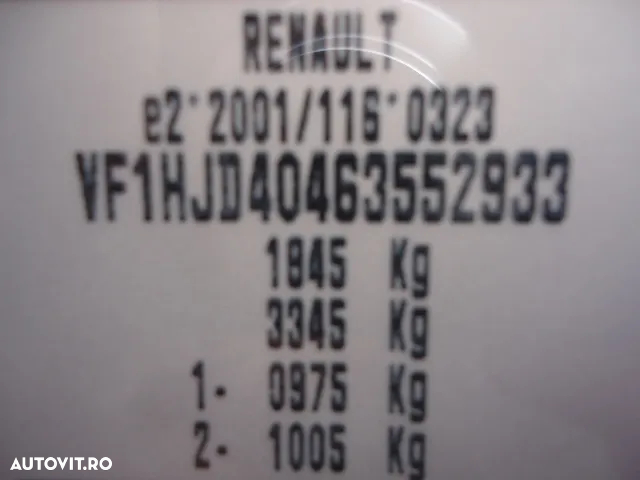 RENAULT
e2*2001/116*0323
VF1HJD40463552933
1845 Kg
3345 Kg
1- 0975 Kg
2- 1005 Kg
AUTOVIT.RO